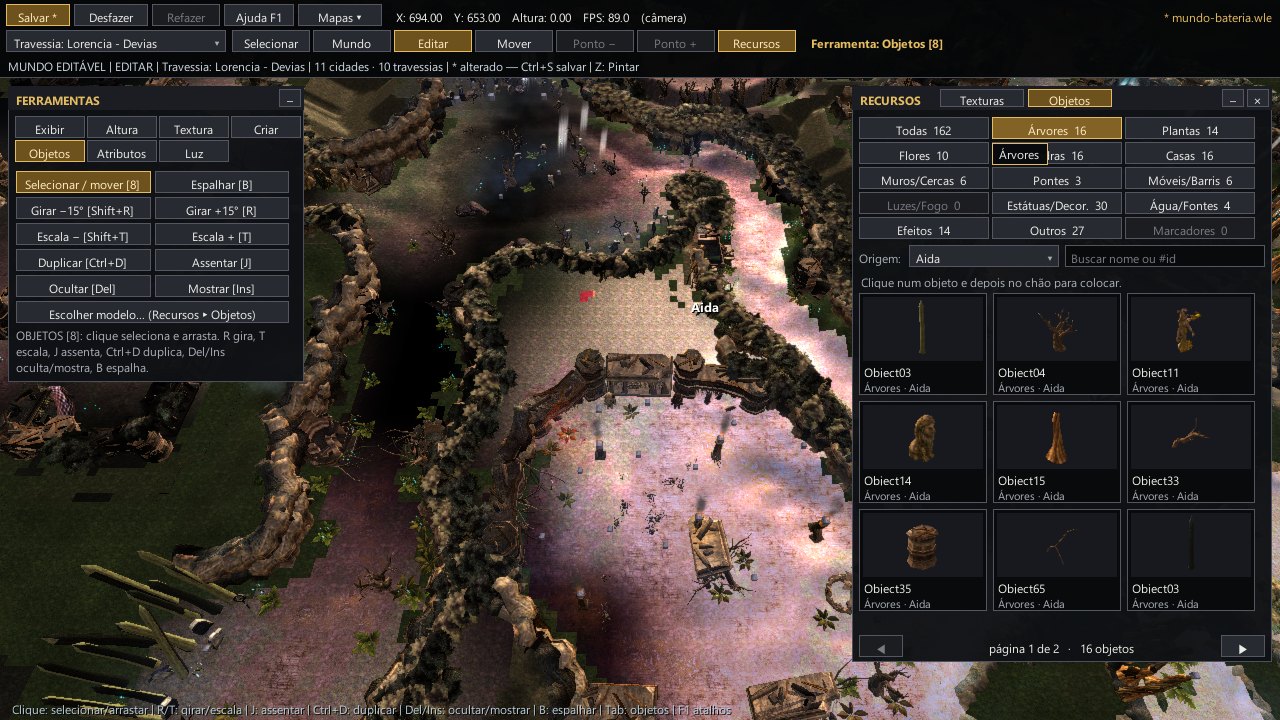 Salvar * Desfazer Refazer Ajuda F1 Mapas ▾ X: 694.00 Y: 653.00 Altura: 0.00 FPS: 89.0 (câmera) * mundo-bateria.wle
Travessia: Lorencia - Devias ▾ Selecionar Mundo Editar Mover Ponto − Ponto + Recursos Ferramenta: Objetos [8]
MUNDO EDITÁVEL | EDITAR | Travessia: Lorencia - Devias | 11 cidades · 10 travessias | * alterado — Ctrl+S salvar | Z: Pintar
FERRAMENTAS –
Exibir Altura Textura Criar
Objetos Atributos Luz
Selecionar / mover [8] Espalhar [B]
Girar −15° [Shift+R] Girar +15° [R]
Escala − [Shift+T] Escala + [T]
Duplicar [Ctrl+D] Assentar [J]
Ocultar [Del] Mostrar [Ins]
Escolher modelo... (Recursos ▸ Objetos)
OBJETOS [8]: clique seleciona e arrasta. R gira, T
escala, J assenta, Ctrl+D duplica, Del/Ins
oculta/mostra, B espalha.
Aida
RECURSOS Texturas Objetos – ×
Todas 162 Árvores 16 Plantas 14
Flores 10 Árvores 16 Casas 16
Muros/Cercas 6 Pontes 3 Móveis/Barris 6
Luzes/Fogo 0 Estátuas/Decor. 30 Água/Fontes 4
Efeitos 14 Outros 27 Marcadores 0
Origem: Aida ▾ Buscar nome ou #id
Clique num objeto e depois no chão para colocar.
Object03 Object04 Object11
Árvores · Aida Árvores · Aida Árvores · Aida
Object14 Object15 Object33
Árvores · Aida Árvores · Aida Árvores · Aida
Object35 Object65 Object03
Árvores · Aida Árvores · Aida Árvores · Aida
◀ página 1 de 2 · 16 objetos ▶
Clique: selecionar/arrastar | R/T: girar/escala | J: assentar | Ctrl+D: duplicar | Del/Ins: ocultar/mostrar | B: espalhar | Tab: objetos | F1 atalhos